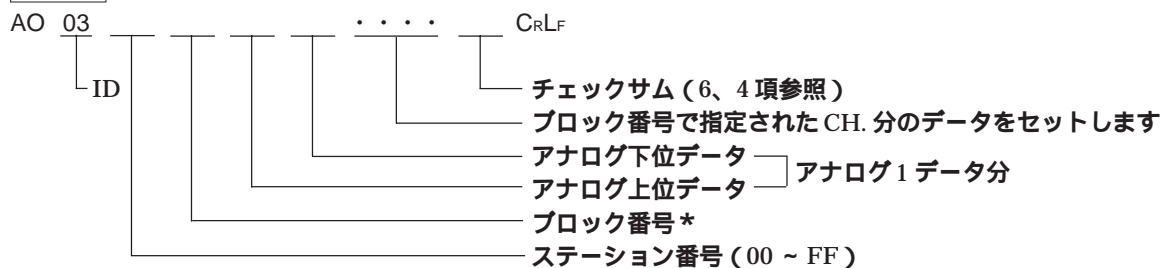 AO 03 ・・・・ CRLF
ID
チェックサム（6、4項参照）
ブロック番号で指定されたCH.分のデータをセットします
アナログ下位データ
アナログ1データ分
アナログ上位データ
ブロック番号*
ステーション番号（00 ~ FF）